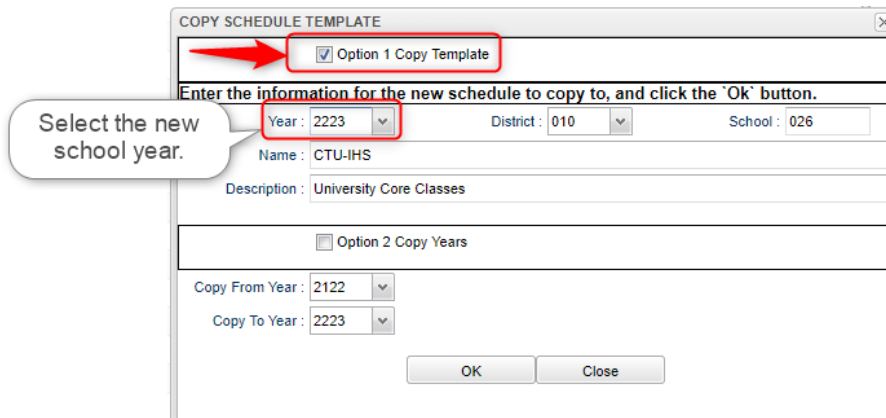 COPY SCHEDULE TEMPLATE
Option 1 Copy Template
Enter the information for the new schedule to copy to, and click the `Ok` button.
Select the new
school year.
Year : 2223 District : 010 School : 026
Name : CTU-IHS
Description : University Core Classes
Option 2 Copy Years
Copy From Year : 2122
Copy To Year : 2223
OK Close